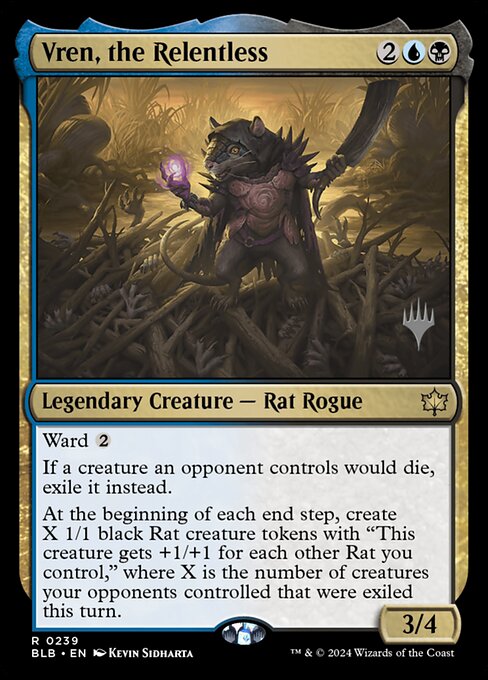 Vren, the Relentless 2
Legendary Creature — Rat Rogue
Ward 2
If a creature an opponent controls would die,
exile it instead.
At the beginning of each end step, create
X 1/1 black Rat creature tokens with “This
creature gets +1/+1 for each other Rat you
control,” where X is the number of creatures
your opponents controlled that were exiled
this turn.
3/4
R 0239
BLB • EN Kevin Sidharta
™ & © 2024 Wizards of the Coast